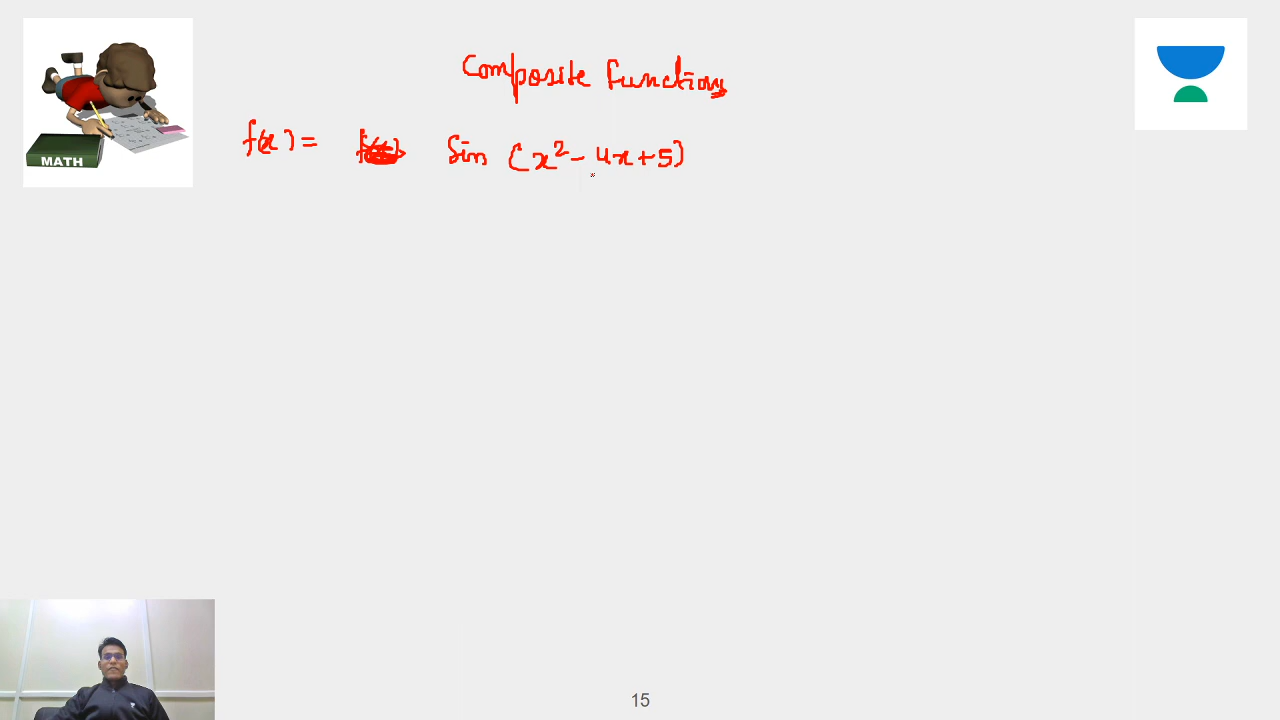 Composite Functions
f(x) = Sin (x² - 4x + 5)
MATH
15